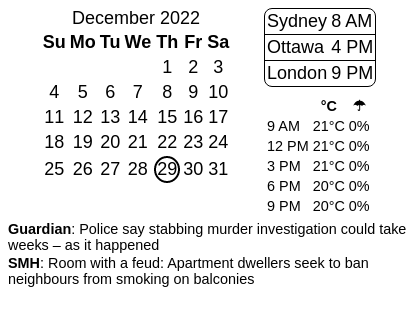 December 2022
Su Mo Tu We Th Fr Sa
1 2 3
4 5 6 7 8 9 10
11 12 13 14 15 16 17
18 19 20 21 22 23 24
25 26 27 28 29 30 31
Sydney 8 AM
Ottawa 4 PM
London 9 PM
°C ☂
9 AM 21°C 0%
12 PM 21°C 0%
3 PM 21°C 0%
6 PM 20°C 0%
9 PM 20°C 0%
Guardian: Police say stabbing murder investigation could take
weeks – as it happened
SMH: Room with a feud: Apartment dwellers seek to ban
neighbours from smoking on balconies